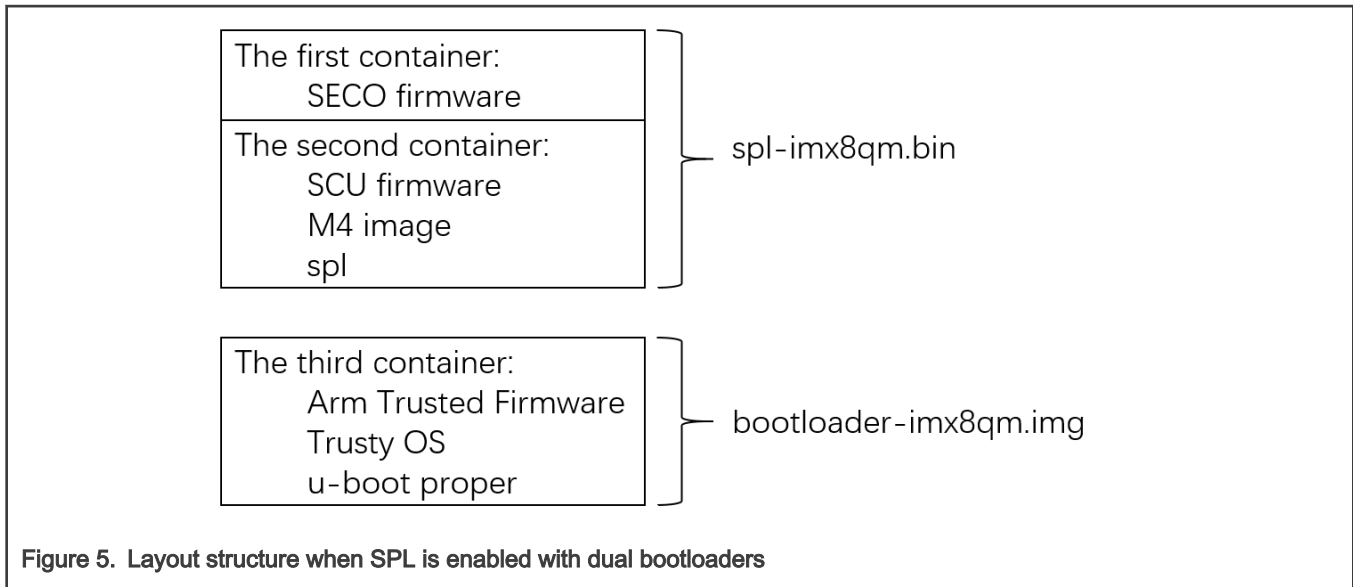 The first container:
SECO firmware
The second container:
SCU firmware
M4 image
spl
spl-imx8qm.bin
The third container:
Arm Trusted Firmware
Trusty OS
u-boot proper
bootloader-imx8qm.img
Figure 5. Layout structure when SPL is enabled with dual bootloaders